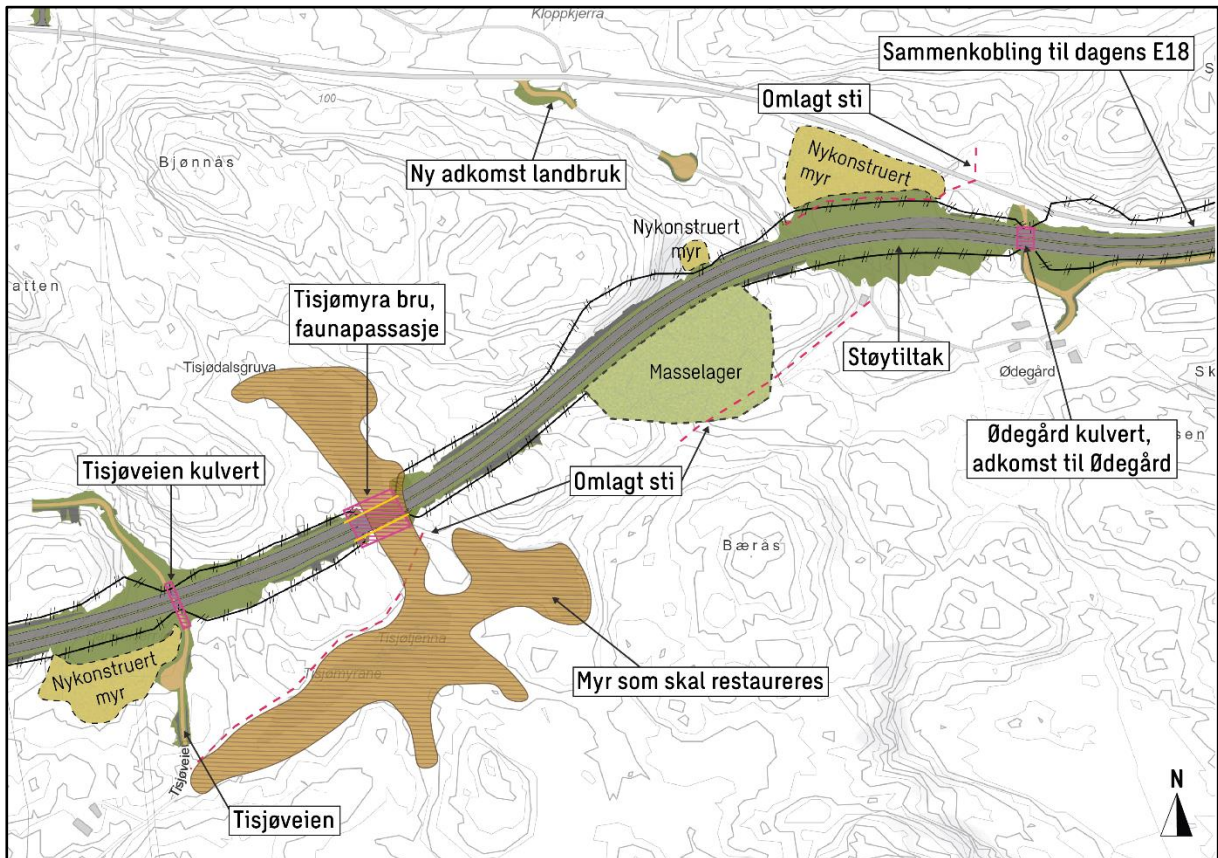 Kloppkjerra
Sammenkobling til dagens E18
Omlagt sti
100
Bjønnås
Ny adkomst landbruk
Nykonstruert
myr
Nykonstruert
myr
atten
Tisjømyra bru,
faunapassasje
Tisjødalsgruva
Masselager
Støytiltak
Ødegård
Sk
Ødegård kulvert,
adkomst til Ødegård
sen
Tisjøveien kulvert
Omlagt sti
Bærås
Tisjøtjenna
Tisjømyrane
Nykonstruert
myr
Myr som skal restaureres
Tisjøveien
Tisjøveien
N